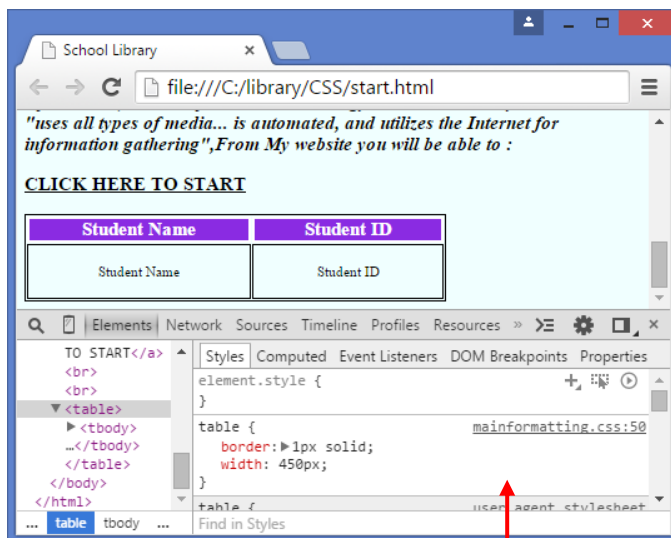 School Library
file:///C:/library/CSS/start.html
"uses all types of media... is automated, and utilizes the Internet for
information gathering",From My website you will be able to :
CLICK HERE TO START
Student Name Student ID
Student Name Student ID
Elements Network Sources Timeline Profiles Resources »
TO START</a>
<br>
<br>
▼<table>
▶<tbody>
…</tbody>
</table>
</body>
</html>
... table tbody ...
Styles Computed Event Listeners DOM Breakpoints Properties
element.style {
}
table { mainformatting.css:50
border:▶1px solid;
width: 450px;
}
table { user agent stylesheet
Find in Styles